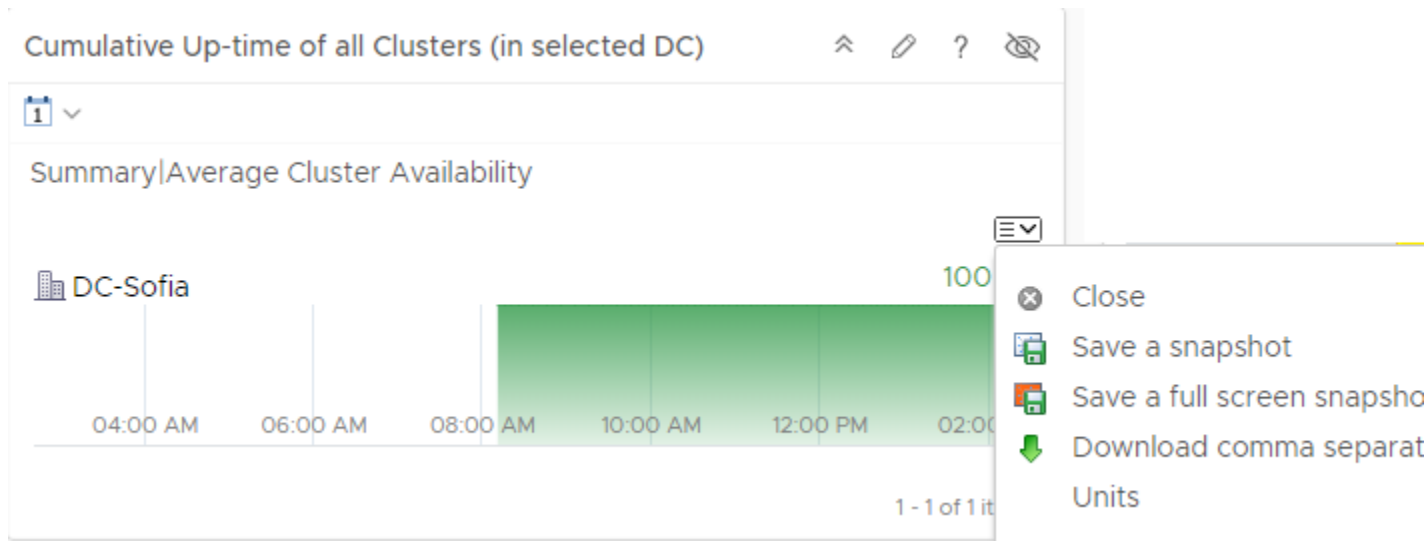 Cumulative Up-time of all Clusters (in selected DC) ?
1
Summary|Average Cluster Availability
DC-Sofia 100
04:00 AM 06:00 AM 08:00 AM 10:00 AM 12:00 PM 02:00
1 - 1 of 1 it
Close
Save a snapshot
Save a full screen snapsho
Download comma separat
Units